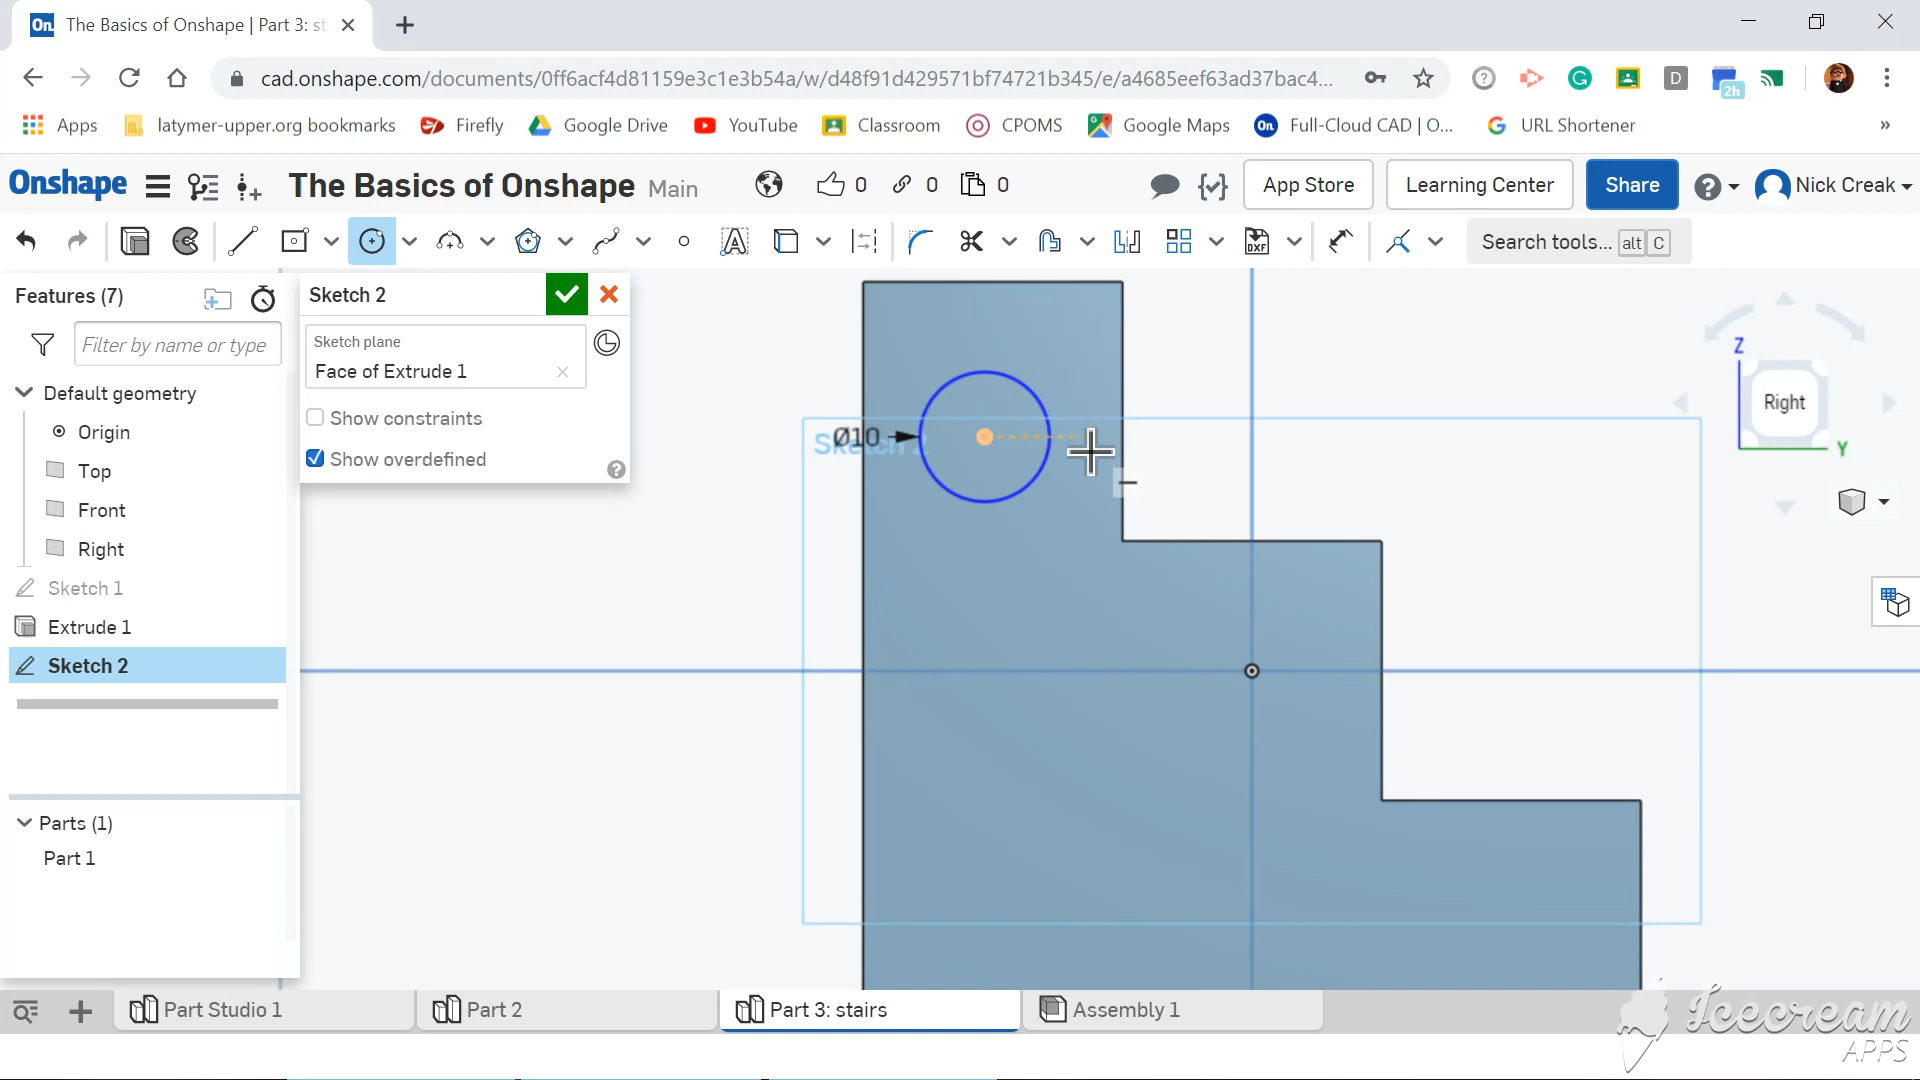 On The Basics of Onshape | Part 3: st
cad.onshape.com/documents/0ff6acf4d81159e3c1e3b54a/w/d48f91d429571bf74721b345/e/a4685eef63ad37bac4...
D
2h
Apps
latymer-upper.org bookmarks
Firefly
Google Drive
YouTube
Classroom
CPOMS
Google Maps
On Full-Cloud CAD | O...
URL Shortener
»
Onshape
The Basics of Onshape Main
0
0
0
App Store
Learning Center
Share
Nick Creak
Search tools... alt C
Features (7)
Filter by name or type
Default geometry
Origin
Top
Front
Right
Sketch 1
Extrude 1
Sketch 2
Parts (1)
Part 1
Sketch 2
Sketch plane
Face of Extrude 1
Show constraints
Show overdefined
Ø10
Sketch 2
Z
Right
Y
Part Studio 1
Part 2
Part 3: stairs
Assembly 1
Icecream
APPS